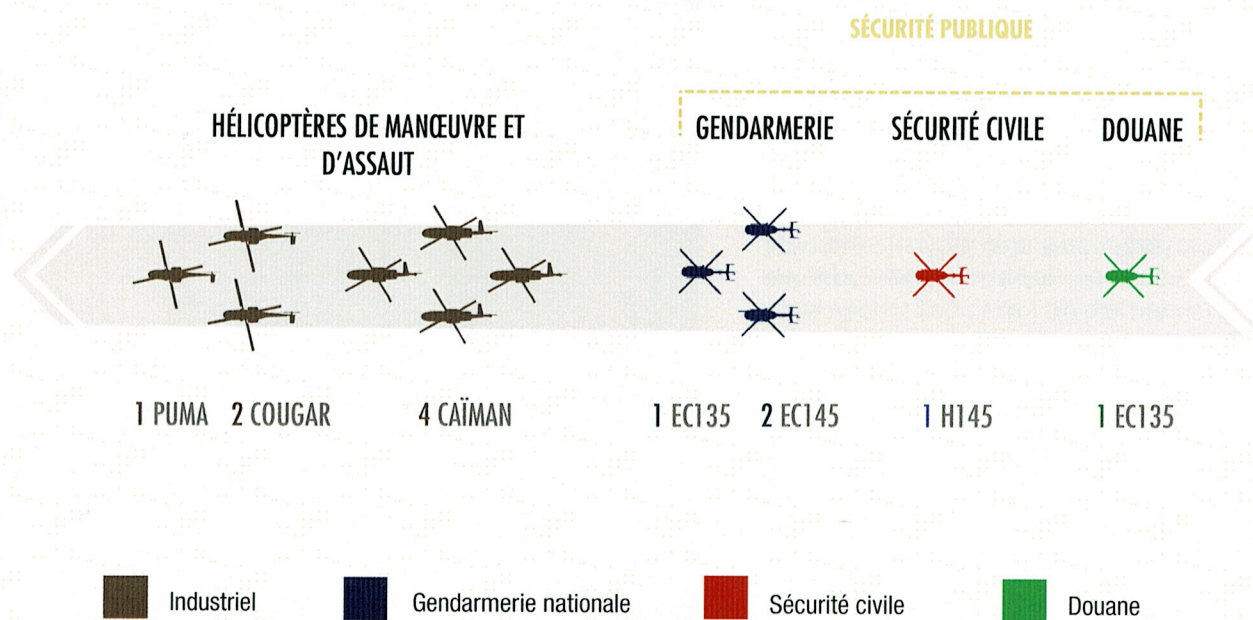 SÉCURITÉ PUBLIQUE
HÉLICOPTÈRES DE MANŒUVRE ET
D'ASSAUT
GENDARMERIE
SÉCURITÉ CIVILE
DOUANE
1 PUMA
2 COUGAR
4 CAÏMAN
1 EC135
2 EC145
1 H145
1 EC135
Industriel
Gendarmerie nationale
Sécurité civile
Douane